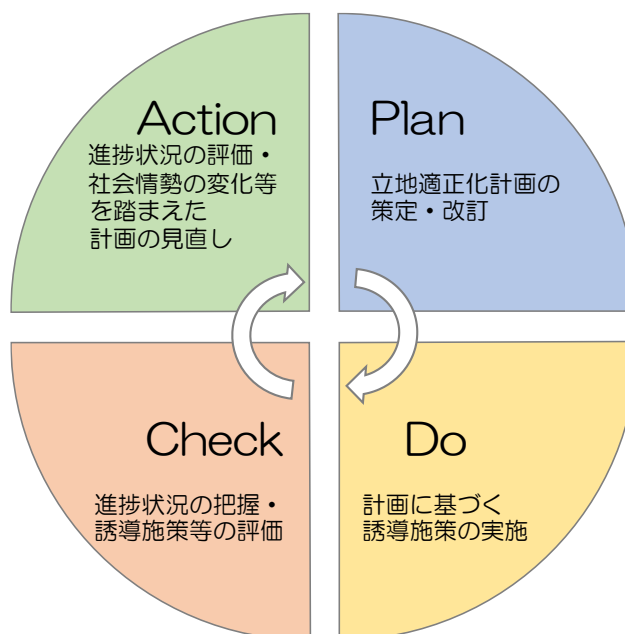 Action
進捗状況の評価・
社会情勢の変化等
を踏まえた
計画の見直し
Plan
立地適正化計画の
策定・改訂
Check
進捗状況の把握・
誘導施策等の評価
Do
計画に基づく
誘導施策の実施